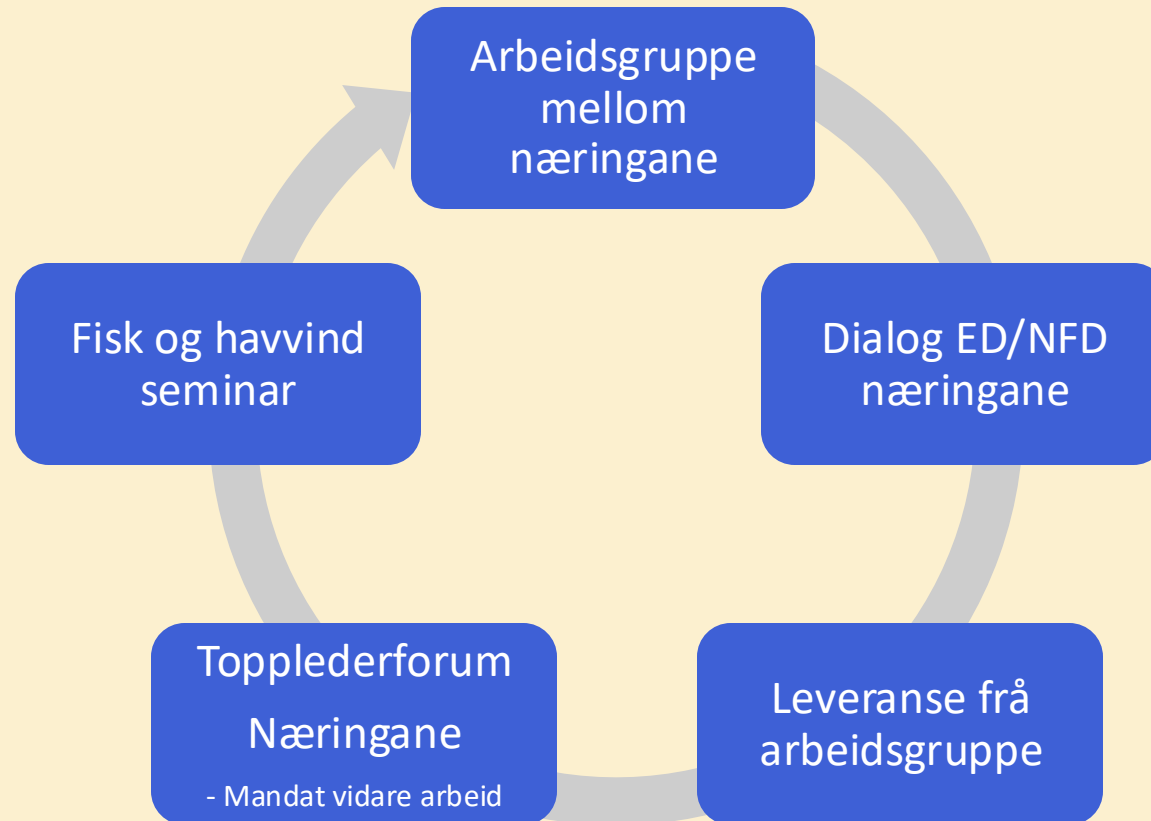 Arbeidsgruppe
mellom
næringane
Dialog ED/NFD
næringane
Leveranse frå
arbeidsgruppe
Topplederforum
Næringane
- Mandat vidare arbeid
Fisk og havvind
seminar